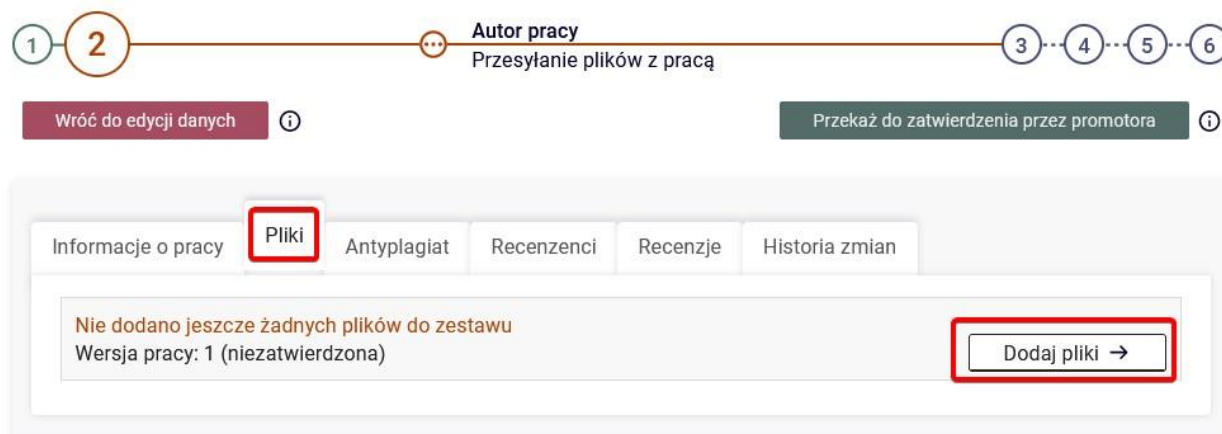 1
2
Autor pracy
Przesyłanie plików z pracą
3
4
5
6
Wróć do edycji danych
Przekaż do zatwierdzenia przez promotora
Informacje o pracy
Pliki
Antyplagiat
Recenzenci
Recenzje
Historia zmian
Nie dodano jeszcze żadnych plików do zestawu
Wersja pracy: 1 (niezatwierdzona)
Dodaj pliki →